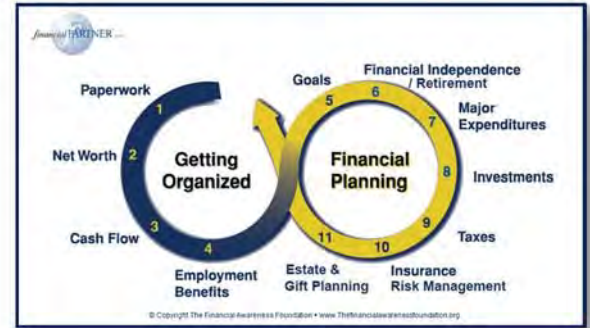 financial PARTNER
Paperwork
1
Net Worth
2
Cash Flow
3
4
Employment
Benefits
Getting
Organized
Goals
5
Financial Independence
/ Retirement
6
Major
Expenditures
7
Investments
8
Taxes
9
Insurance
Risk Management
10
Estate &
Gift Planning
11
Financial
Planning
© Copyright The Financial Awareness Foundation • www.Thefinancialawarenessfoundation.org